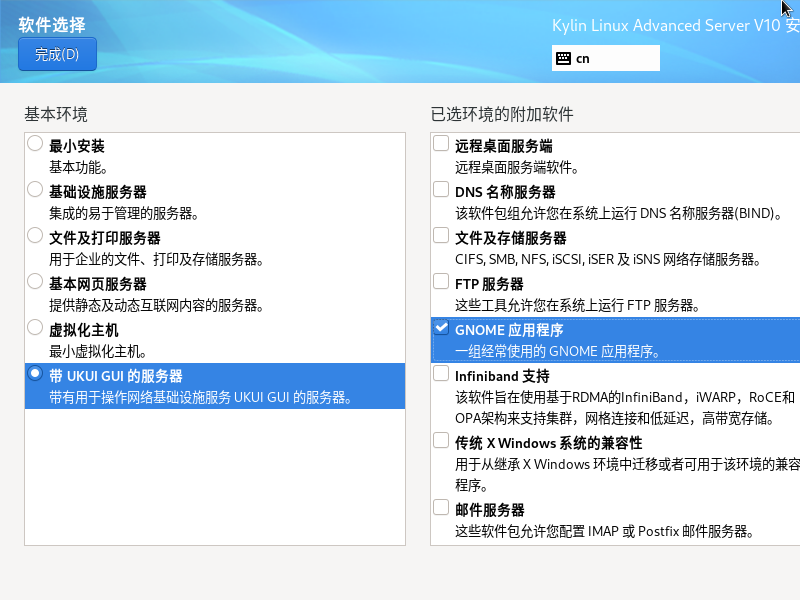 软件选择
完成(D)
Kylin Linux Advanced Server V10 安
cn
基本环境
最小安装
基本功能。
基础设施服务器
集成的易于管理的服务器。
文件及打印服务器
用于企业的文件、打印及存储服务器。
基本网页服务器
提供静态及动态互联网内容的服务器。
虚拟化主机
最小虚拟化主机。
带 UKUI GUI 的服务器
带有用于操作网络基础设施服务 UKUI GUI 的服务器。
已选环境的附加软件
远程桌面服务端
远程桌面服务端软件。
DNS 名称服务器
该软件包组允许您在系统上运行 DNS 名称服务器(BIND)。
文件及存储服务器
CIFS, SMB, NFS, iSCSI, iSER 及 iSNS 网络存储服务器。
FTP 服务器
这些工具允许您在系统上运行 FTP 服务器。
GNOME 应用程序
一组经常使用的 GNOME 应用程序。
Infiniband 支持
该软件旨在使用基于RDMA的InfiniBand，iWARP，RoCE和
OPA架构来支持集群，网格连接和低延迟，高带宽存储。
传统 X Windows 系统的兼容性
用于从继承 X Windows 环境中迁移或者可用于该环境的兼容
程序。
邮件服务器
这些软件包允许您配置 IMAP 或 Postfix 邮件服务器。